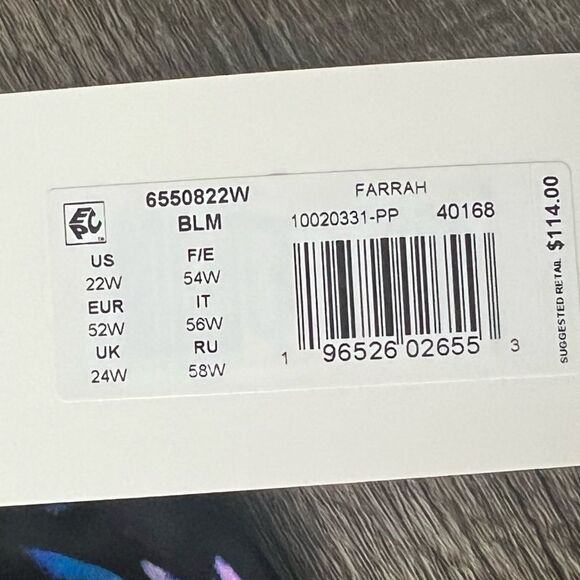 EPC
6550822W
BLM
FARRAH
10020331-PP 40168
US F/E
22W 54W
EUR IT
52W 56W
UK RU
24W 58W
1 96526 02655 3
SUGGESTED RETAIL $114.00